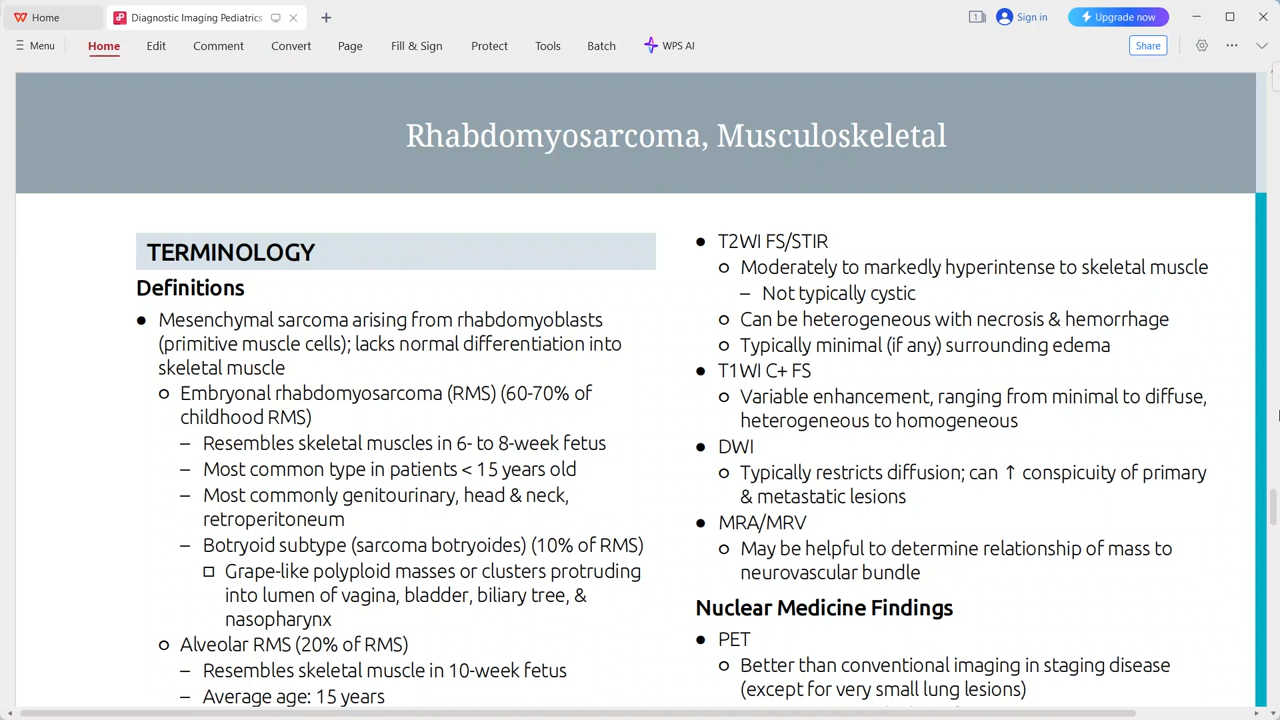 Home
Diagnostic Imaging Pediatrics
1
Sign in
Upgrade now
Menu
Home
Edit
Comment
Convert
Page
Fill & Sign
Protect
Tools
Batch
WPS AI
Share
Rhabdomyosarcoma, Musculoskeletal
TERMINOLOGY
Definitions
● Mesenchymal sarcoma arising from rhabdomyoblasts
(primitive muscle cells); lacks normal differentiation into
skeletal muscle
○ Embryonal rhabdomyosarcoma (RMS) (60-70% of
childhood RMS)
– Resembles skeletal muscles in 6- to 8-week fetus
– Most common type in patients < 15 years old
– Most commonly genitourinary, head & neck,
retroperitoneum
– Botryoid subtype (sarcoma botryoides) (10% of RMS)
□ Grape-like polyploid masses or clusters protruding
into lumen of vagina, bladder, biliary tree, &
nasopharynx
○ Alveolar RMS (20% of RMS)
– Resembles skeletal muscle in 10-week fetus
– Average age: 15 years
● T2WI FS/STIR
○ Moderately to markedly hyperintense to skeletal muscle
– Not typically cystic
○ Can be heterogeneous with necrosis & hemorrhage
○ Typically minimal (if any) surrounding edema
● T1WI C+ FS
○ Variable enhancement, ranging from minimal to diffuse,
heterogeneous to homogeneous
● DWI
○ Typically restricts diffusion; can ↑ conspicuity of primary
& metastatic lesions
● MRA/MRV
○ May be helpful to determine relationship of mass to
neurovascular bundle
Nuclear Medicine Findings
● PET
○ Better than conventional imaging in staging disease
(except for very small lung lesions)